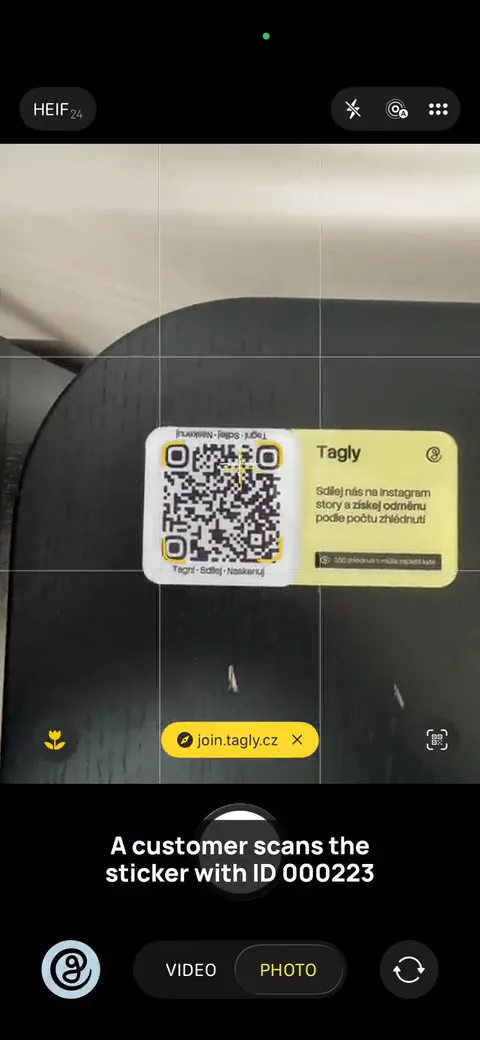 HEIF 24
Tagni · Sdílej · Naskenuj
Tagly
Sdílej nás na Instagram
story a získej odměnu
podle počtu zhlédnutí
Tagni · Sdílej · Naskenuj
join.tagly.cz
A customer scans the
sticker with ID 000223
VIDEO
PHOTO